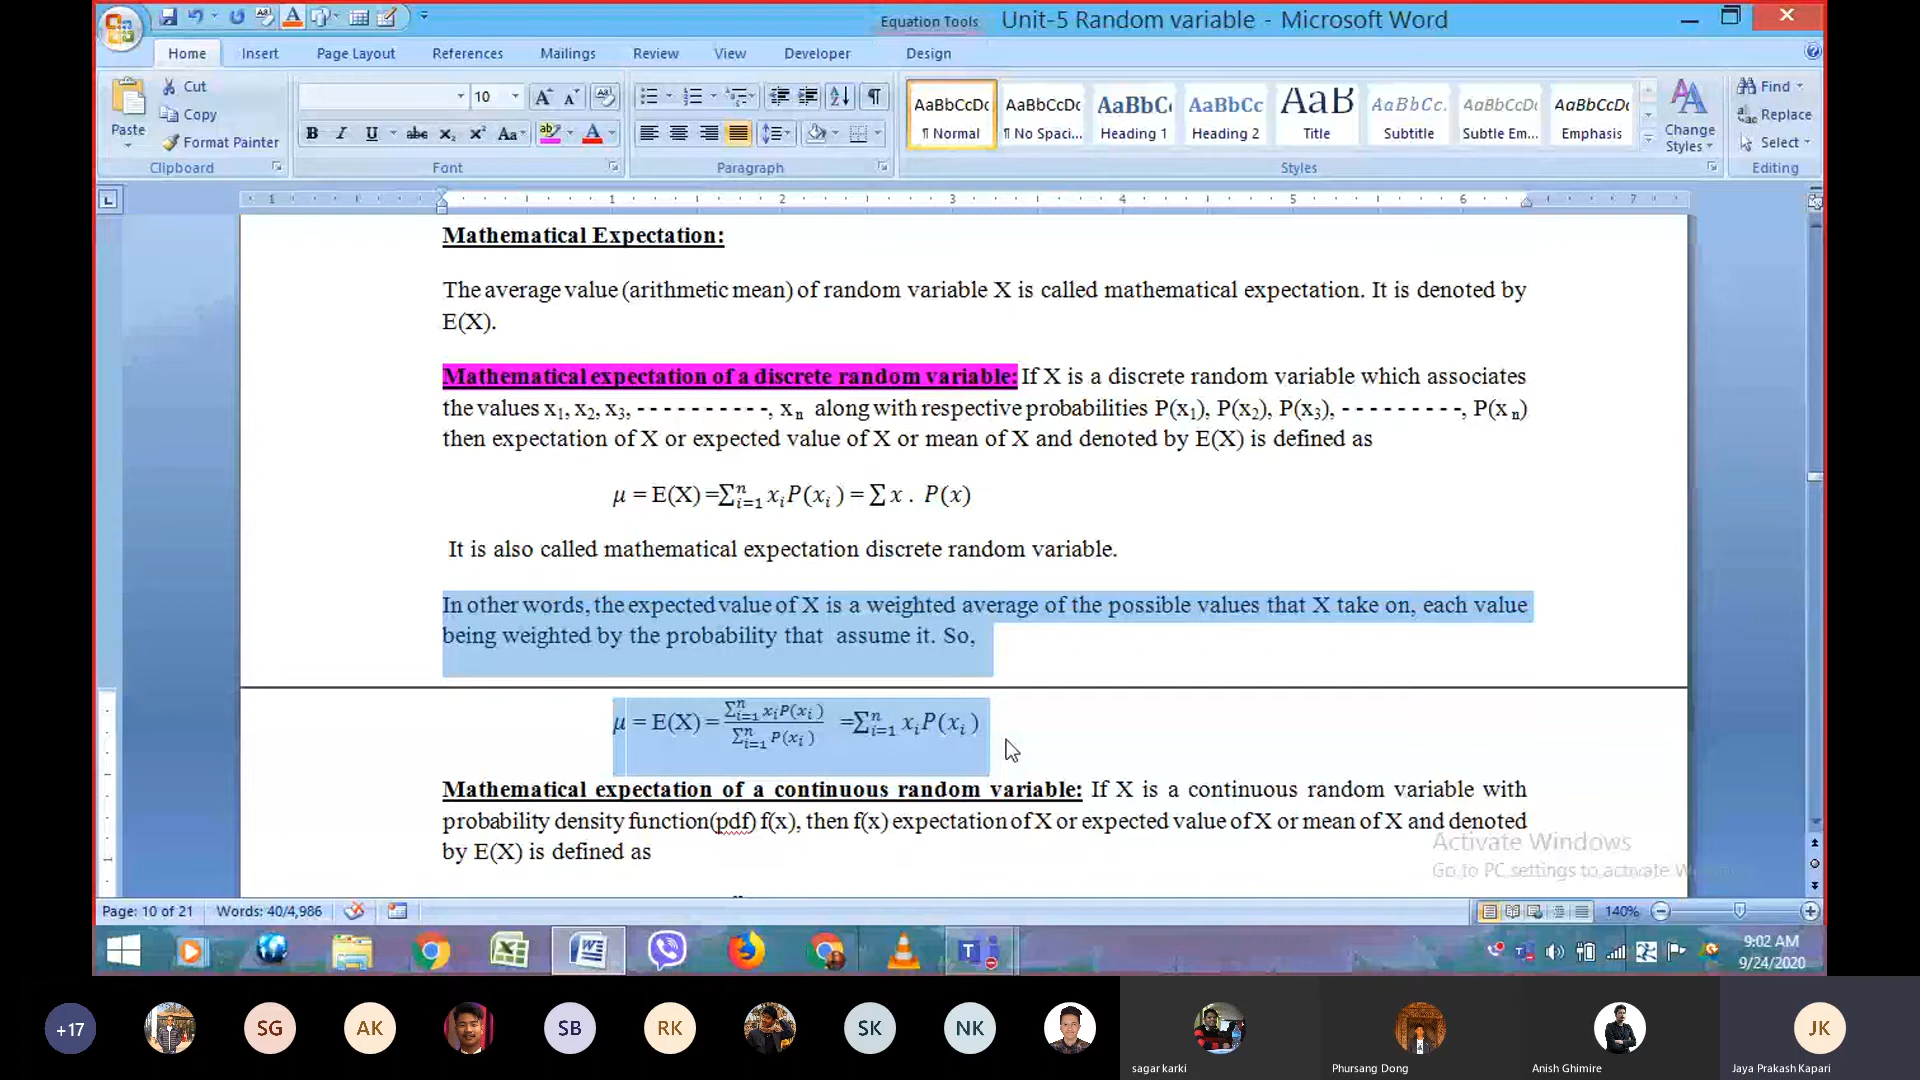 Equation Tools
Unit-5 Random variable - Microsoft Word
Home Insert Page Layout References Mailings Review View Developer Design
Paste
Cut
Copy
Format Painter
Clipboard
10
Font
Paragraph
AaBbCcDc AaBbCcDc AaBbC AaBbCc AaB AaBbCc. AaBbCcDc AaBbCcDc
¶ Normal ¶ No Spaci... Heading 1 Heading 2 Title Subtitle Subtle Em... Emphasis
Styles
Change Styles
Find
Replace
Select
Editing
1 1 2 3 4 5 6 7
Mathematical Expectation:
The average value (arithmetic mean) of random variable X is called mathematical expectation. It is denoted by
E(X).
Mathematical expectation of a discrete random variable: If X is a discrete random variable which associates
the values x₁, x₂, x₃, - - - - - - - - - -, xₙ along with respective probabilities P(x₁), P(x₂), P(x₃), - - - - - - - - -, P(x ₙ)
then expectation of X or expected value of X or mean of X and denoted by E(X) is defined as
μ = E(X) =∑ⁿᵢ₌₁ xᵢP(xᵢ ) = ∑ x . P(x)
It is also called mathematical expectation discrete random variable.
In other words, the expected value of X is a weighted average of the possible values that X take on, each value
being weighted by the probability that assume it. So,
μ = E(X) = ∑ⁿᵢ₌₁ xᵢP(xᵢ ) / ∑ⁿᵢ₌₁ P(xᵢ ) =∑ⁿᵢ₌₁ xᵢP(xᵢ )
Mathematical expectation of a continuous random variable: If X is a continuous random variable with
probability density function(pdf) f(x), then f(x) expectation of X or expected value of X or mean of X and denoted
by E(X) is defined as
Activate Windows
Go to PC settings to activate
Page: 10 of 21 Words: 40/4,986 140%
9:02 AM
9/24/2020
+17 SG AK SB RK SK NK JK
sagar karki Phursang Dong Anish Ghimire Jaya Prakash Kapari